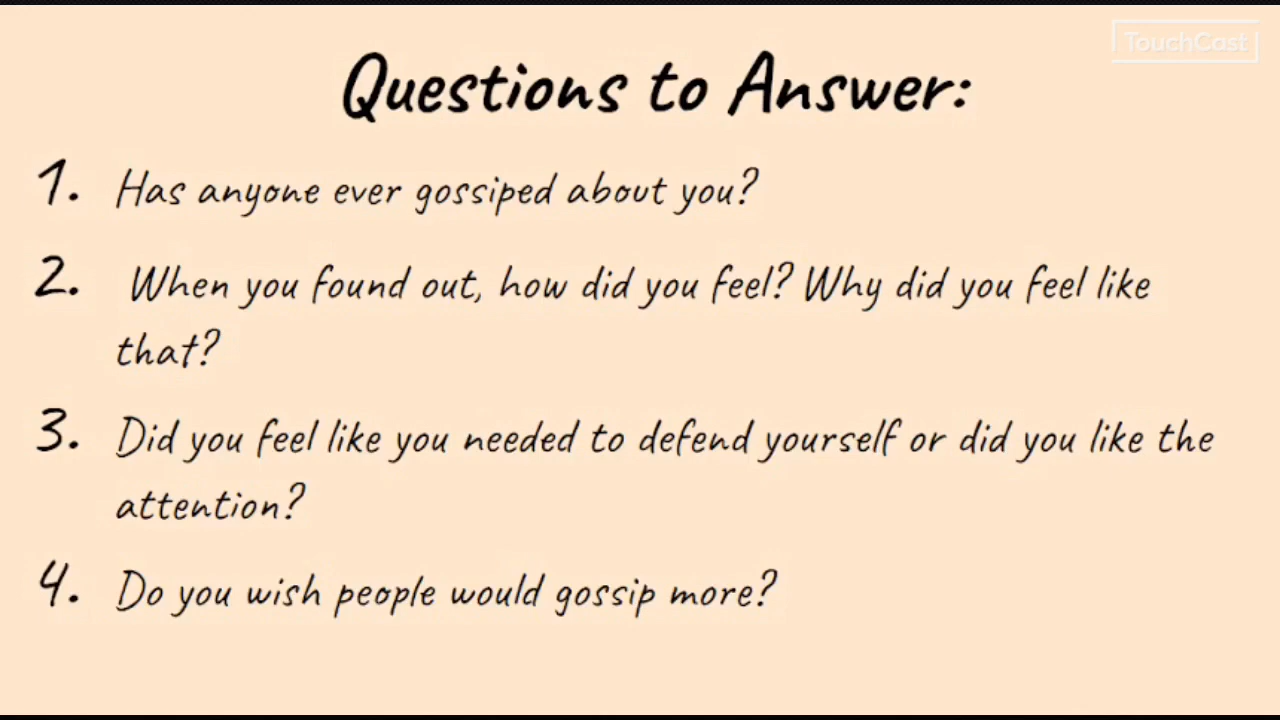 TouchCast
Questions to Answer:
1. Has anyone ever gossiped about you?
2. When you found out, how did you feel? Why did you feel like
that?
3. Did you feel like you needed to defend yourself or did you like the
attention?
4. Do you wish people would gossip more?